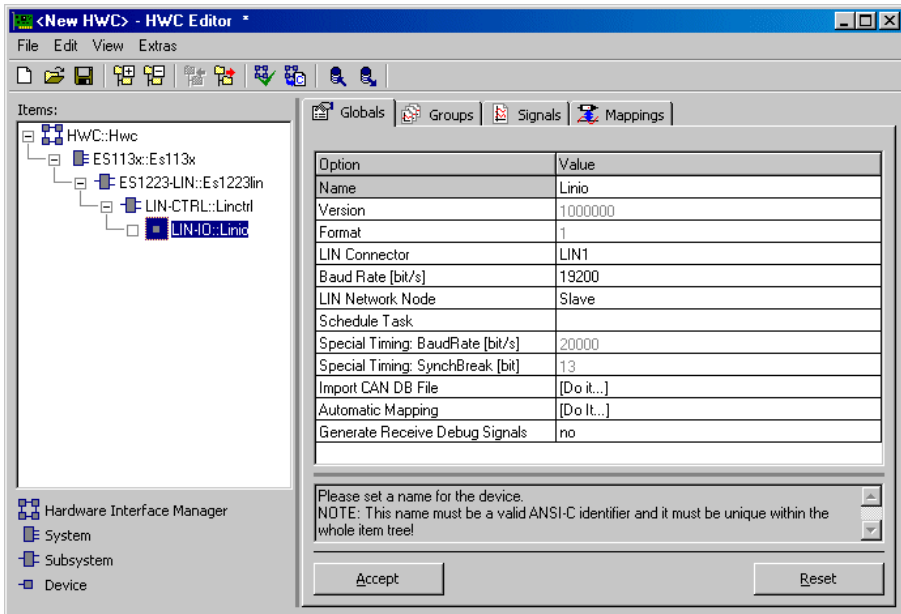 <New HWC> - HWC Editor *
File Edit View Extras
Items:
HWC::Hwc
ES113x::Es113x
ES1223-LIN::Es1223lin
LIN-CTRL::Linctrl
LIN-IO::Linio
Hardware Interface Manager
System
Subsystem
Device
Globals Groups Signals Mappings
Option Value
Name Linio
Version 1000000
Format 1
LIN Connector LIN1
Baud Rate [bit/s] 19200
LIN Network Node Slave
Schedule Task
Special Timing: BaudRate [bit/s] 20000
Special Timing: SynchBreak [bit] 13
Import CAN DB File [Do it...]
Automatic Mapping [Do It...]
Generate Receive Debug Signals no
Please set a name for the device.
NOTE: This name must be a valid ANSI-C identifier and it must be unique within the
whole item tree!
Accept Reset